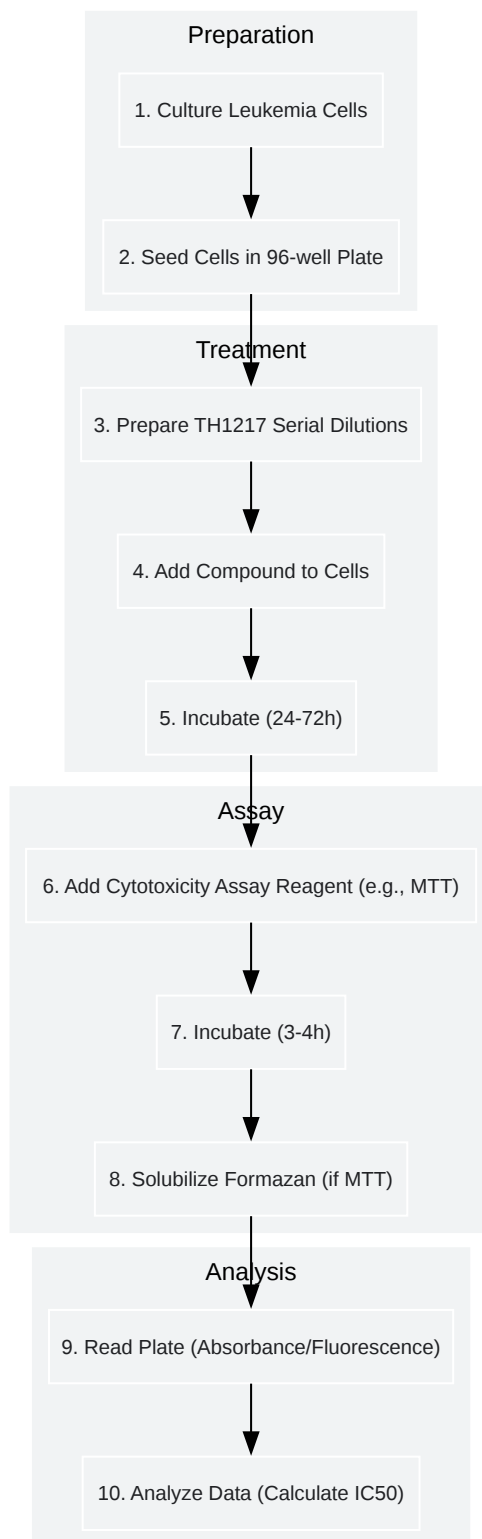 Preparation
1. Culture Leukemia Cells
2. Seed Cells in 96-well Plate
Treatment
3. Prepare TH1217 Serial Dilutions
4. Add Compound to Cells
5. Incubate (24-72h)
Assay
6. Add Cytotoxicity Assay Reagent (e.g., MTT)
7. Incubate (3-4h)
8. Solubilize Formazan (if MTT)
Analysis
9. Read Plate (Absorbance/Fluorescence)
10. Analyze Data (Calculate IC50)